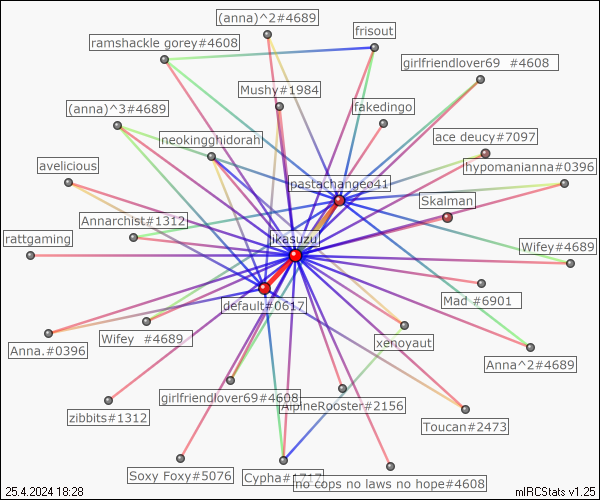 (anna)^2#4689
frisout
ramshackle gorey#4608
girlfriendlover69 #4608
Mushy#1984
fakedingo
(anna)^3#4689
neokingghidorah
ace deucy#7097
avelicious
hypomanianna#0396
pastachangeo41
Skalman
Annarchist#1312
rattgaming
ikasuzu
Wifey#4689
default#0617
Mad #6901
Wifey #4689
xenoyaut
Anna.#0396
Anna^2#4689
girlfriendlover69#4608
AlpineRooster#2156
zibbits#1312
Toucan#2473
Soxy Foxy#5076
Cypha#1717
no cops no laws no hope#4608
25.4.2024 18:28
mIRCStats v1.25